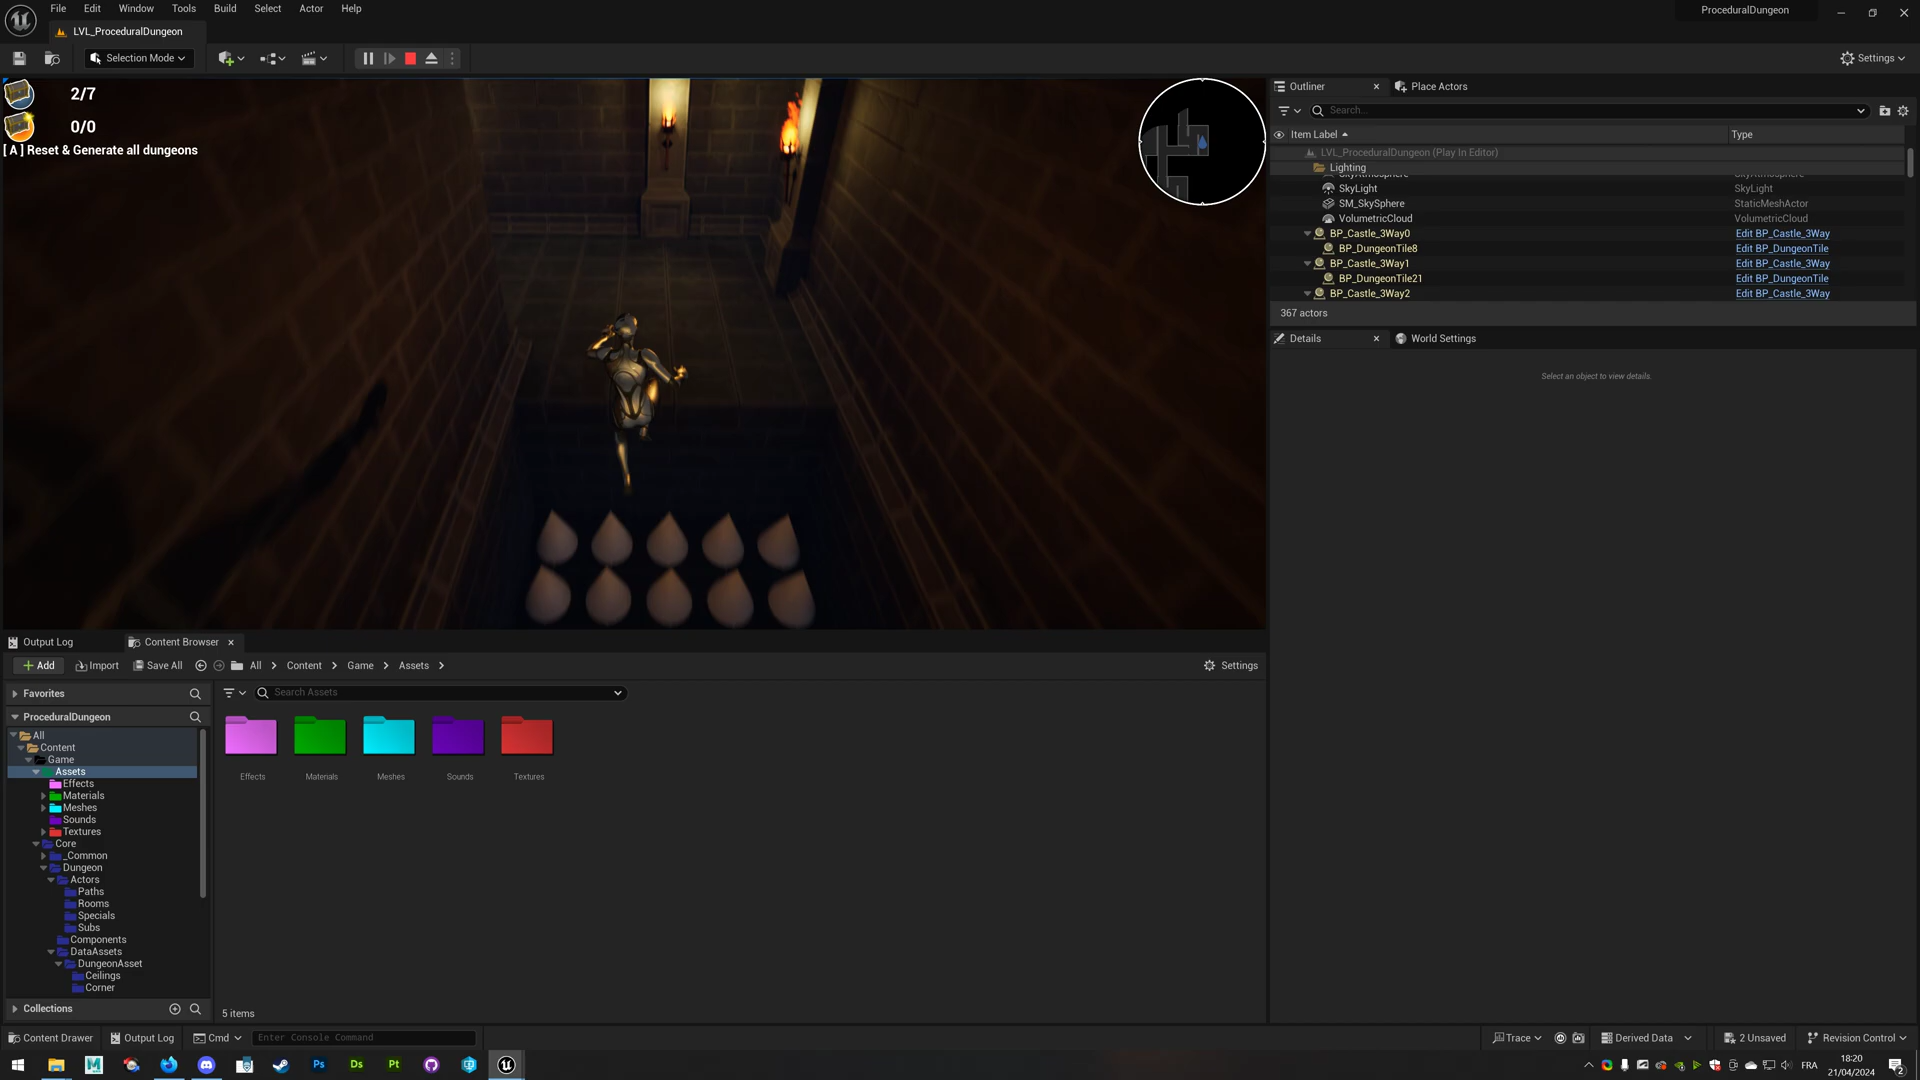 File Edit Window Tools Build Select Actor Help
ProceduralDungeon
LVL_ProceduralDungeon
Selection Mode
Settings
2/7
0/0
[ A ] Reset & Generate all dungeons
Outliner
Place Actors
Search...
Item Label
Type
LVL_ProceduralDungeon (Play In Editor)
Lighting
SkyAtmosphere SkyAtmosphere
SkyLight SkyLight
SM_SkySphere StaticMeshActor
VolumetricCloud VolumetricCloud
BP_Castle_3Way0 Edit BP_Castle_3Way
BP_DungeonTile8 Edit BP_DungeonTile
BP_Castle_3Way1 Edit BP_Castle_3Way
BP_DungeonTile21 Edit BP_DungeonTile
BP_Castle_3Way2 Edit BP_Castle_3Way
367 actors
Details
World Settings
Select an object to view details.
Output Log
Content Browser
Add
Import
Save All
All
Content
Game
Assets
Settings
Favorites
Search Assets
ProceduralDungeon
All
Content
Game
Assets
Effects
Materials
Meshes
Sounds
Textures
Core
_Common
Dungeon
Actors
Paths
Rooms
Specials
Subs
Components
DataAssets
DungeonAsset
Ceilings
Corner
Collections
Effects
Materials
Meshes
Sounds
Textures
5 items
Content Drawer
Output Log
Cmd
Enter Console Command
Trace
Derived Data
2 Unsaved
Revision Control
Ps
Ds
Pt
FRA
18:20
21/04/2024
2